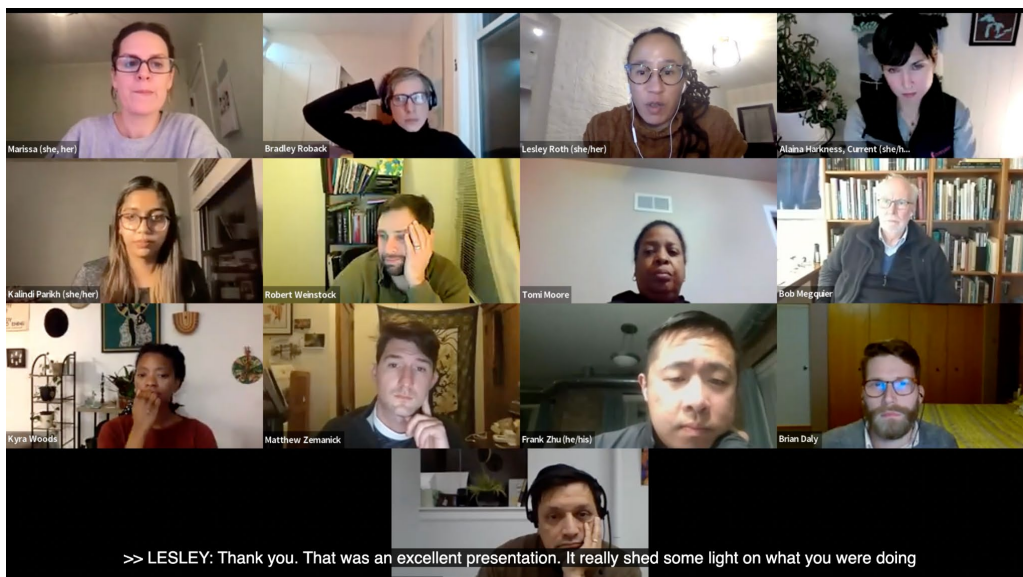 Marissa (she, her)
Bradley Roback
Lesley Roth (she/her)
Alaina Harkness, Current (she/h...
Kalindi Parikh (she/her)
Robert Weinstock
Tomi Moore
Bob Megquier
Kyra Woods
Matthew Zemanick
Frank Zhu (he/his)
Brian Daly
>> LESLEY: Thank you. That was an excellent presentation. It really shed some light on what you were doing